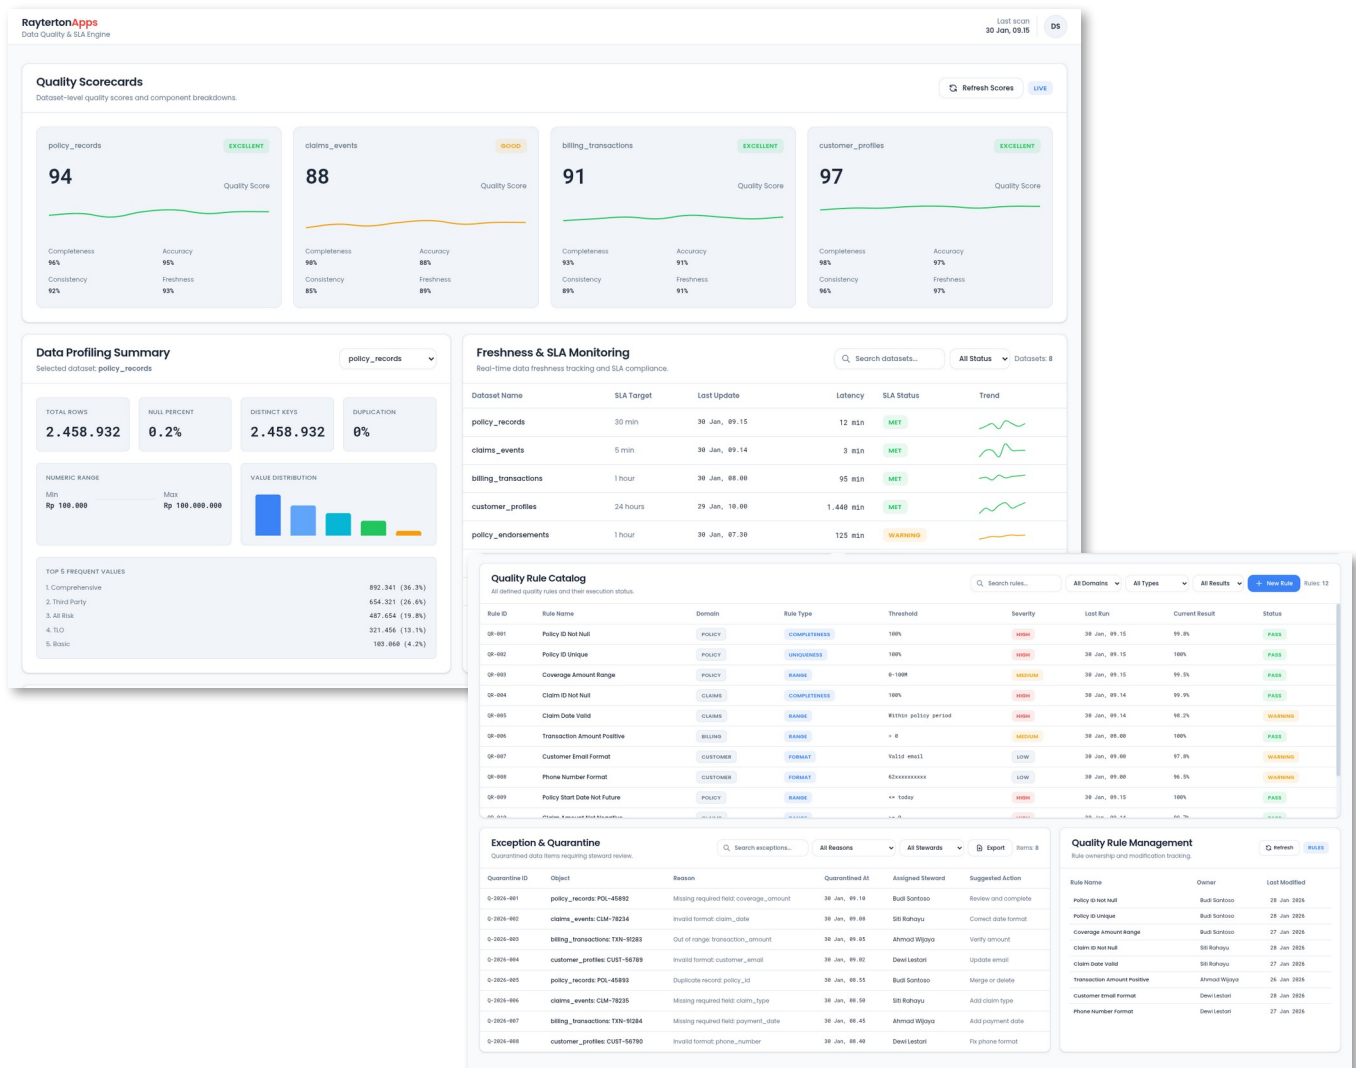 RaytertonApps
Data Quality & SLA Engine
Last scan
30 Jan, 09.15
DS
Quality Scorecards
Dataset-level quality scores and component breakdowns.
Refresh Scores
LIVE
policy_records EXCELLENT
94 Quality Score
Completeness Accuracy
96% 95%
Consistency Freshness
92% 93%
claims_events GOOD
88 Quality Score
Completeness Accuracy
90% 88%
Consistency Freshness
85% 89%
billing_transactions EXCELLENT
91 Quality Score
Completeness Accuracy
93% 91%
Consistency Freshness
89% 91%
customer_profiles EXCELLENT
97 Quality Score
Completeness Accuracy
98% 97%
Consistency Freshness
96% 97%
Data Profiling Summary
Selected dataset: policy_records
policy_records
TOTAL ROWS NULL PERCENT DISTINCT KEYS DUPLICATION
2.458.932 0.2% 2.458.932 0%
NUMERIC RANGE
Min Max
Rp 100.000 Rp 100.000.000
VALUE DISTRIBUTION
TOP 5 FREQUENT VALUES
1. Comprehensive 892.341 (36.3%)
2. Third Party 654.321 (26.6%)
3. All Risk 487.654 (19.8%)
4. TLO 321.456 (13.1%)
5. Basic 103.060 (4.2%)
Freshness & SLA Monitoring
Real-time data freshness tracking and SLA compliance.
Search datasets... All Status Datasets: 8
Dataset Name SLA Target Last Update Latency SLA Status Trend
policy_records 30 min 30 Jan, 09.15 12 min MET
claims_events 5 min 30 Jan, 09.14 3 min MET
billing_transactions 1 hour 30 Jan, 08.00 95 min MET
customer_profiles 24 hours 29 Jan, 10.00 1.440 min MET
policy_endorsements 1 hour 30 Jan, 07.30 125 min WARNING
Quality Rule Catalog
All defined quality rules and their execution status.
Search rules... All Domains All Types All Results + New Rule Rules: 12
Rule ID Rule Name Domain Rule Type Threshold Severity Last Run Current Result Status
QR-001 Policy ID Not Null POLICY COMPLETENESS 100% HIGH 30 Jan, 09.15 99.8% PASS
QR-002 Policy ID Unique POLICY UNIQUENESS 100% HIGH 30 Jan, 09.15 100% PASS
QR-003 Coverage Amount Range POLICY RANGE 0-100M MEDIUM 30 Jan, 09.15 99.5% PASS
QR-004 Claim ID Not Null CLAIMS COMPLETENESS 100% HIGH 30 Jan, 09.14 99.9% PASS
QR-005 Claim Date Valid CLAIMS RANGE Within policy period HIGH 30 Jan, 09.14 98.2% WARNING
QR-006 Transaction Amount Positive BILLING RANGE > 0 MEDIUM 30 Jan, 08.00 100% PASS
QR-007 Customer Email Format CUSTOMER FORMAT Valid email LOW 30 Jan, 09.00 97.8% WARNING
QR-008 Phone Number Format CUSTOMER FORMAT 62xxxxxxxxxx LOW 30 Jan, 09.00 96.5% WARNING
QR-009 Policy Start Date Not Future POLICY RANGE <= today HIGH 30 Jan, 09.15 100% PASS
Claim Amount Not Negative
Exception & Quarantine
Quarantined data items requiring steward review.
Search exceptions... All Reasons All Stewards Export Items: 8
Quarantine ID Object Reason Quarantined At Assigned Steward Suggested Action
Q-2026-001 policy_records: POL-45892 Missing required field: coverage_amount 30 Jan, 09.10 Budi Santoso Review and complete
Q-2026-002 claims_events: CLM-78234 Invalid format: claim_date 30 Jan, 09.08 Siti Rahayu Correct date format
Q-2026-003 billing_transactions: TXN-91283 Out of range: transaction_amount 30 Jan, 09.05 Ahmad Wijaya Verify amount
Q-2026-004 customer_profiles: CUST-56789 Invalid format: customer_email 30 Jan, 09.02 Dewi Lestari Update email
Q-2026-005 policy_records: POL-45893 Duplicate record: policy_id 30 Jan, 08.55 Budi Santoso Merge or delete
Q-2026-006 claims_events: CLM-78235 Missing required field: claim_type 30 Jan, 08.50 Siti Rahayu Add claim type
Q-2026-007 billing_transactions: TXN-91284 Missing required field: payment_date 30 Jan, 08.45 Ahmad Wijaya Add payment date
Q-2026-008 customer_profiles: CUST-56790 Invalid format: phone_number 30 Jan, 08.40 Dewi Lestari Fix phone format
Quality Rule Management
Rule ownership and modification tracking.
Refresh RULES
Rule Name Owner Last Modified
Policy ID Not Null Budi Santoso 28 Jan 2026
Policy ID Unique Budi Santoso 28 Jan 2026
Coverage Amount Range Budi Santoso 27 Jan 2026
Claim ID Not Null Siti Rahayu 28 Jan 2026
Claim Date Valid Siti Rahayu 27 Jan 2026
Transaction Amount Positive Ahmad Wijaya 26 Jan 2026
Customer Email Format Dewi Lestari 28 Jan 2026
Phone Number Format Dewi Lestari 27 Jan 2026